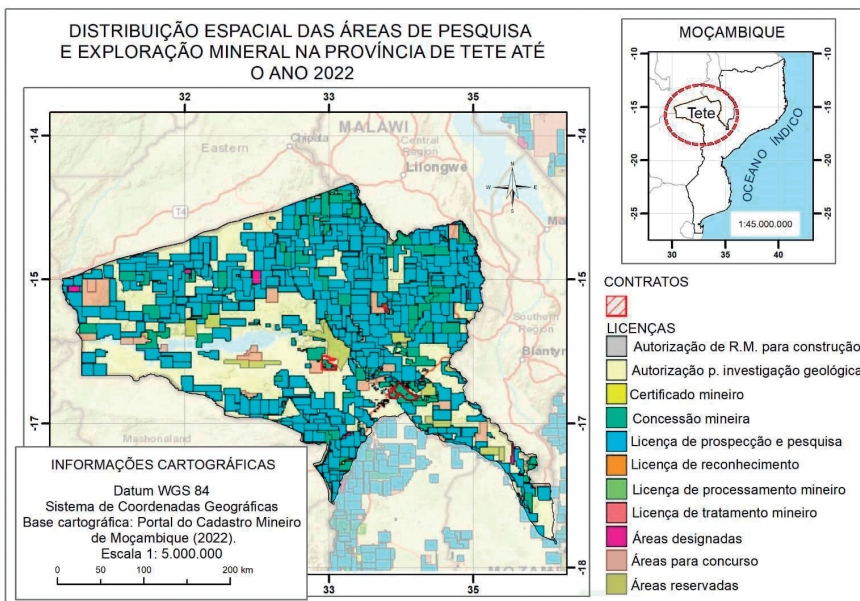 DISTRIBUIÇÃO ESPACIAL DAS ÁREAS DE PESQUISA
E EXPLORAÇÃO MINERAL NA PROVÍNCIA DE TETE ATÉ
O ANO 2022
32
33
35
-14
-14
-15
-15
-17
-17
-18
33
35
MALAWI
Eastern
Chipata
Central
Region
Lilongwe
T4
N
W
E
S
Southern
Region
Blantyr
Mashonaland
MOZAM
INFORMAÇÕES CARTOGRÁFICAS
Datum WGS 84
Sistema de Coordenadas Geográficas
Base cartográfica: Portal do Cadastro Mineiro
de Moçambique (2022).
Escala 1: 5.000.000
0
50
100
200 km
MOÇAMBIQUE
-10
-10
-15
-15
-20
-20
-25
-25
30
35
40
Tete
OCEANO ÍNDICO
1:45.000.000
CONTRATOS
LICENÇAS
Autorização de R.M. para construção
Autorização p. investigação geológica
Certificado mineiro
Concessão mineira
Licença de prospecção e pesquisa
Licença de reconhecimento
Licença de processamento mineiro
Licença de tratamento mineiro
Áreas designadas
Áreas para concurso
Áreas reservadas